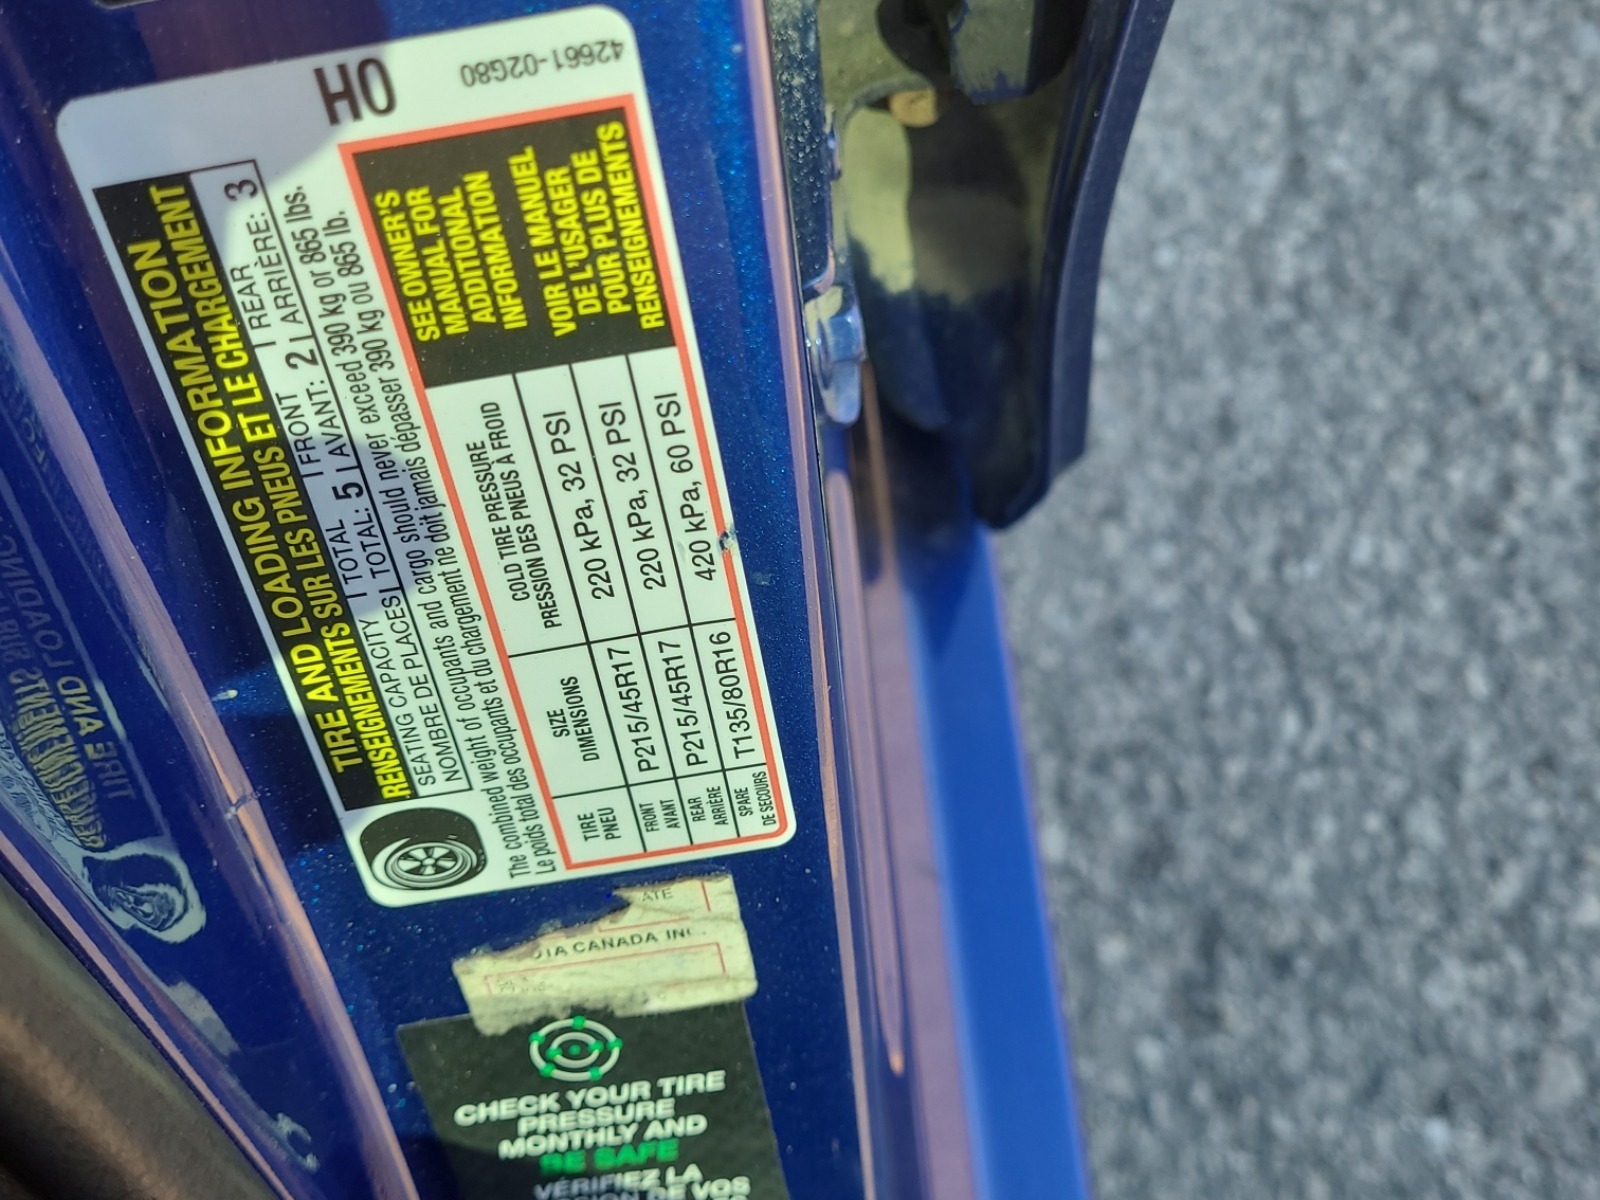 42661-02G80
HO
TIRE AND LOADING INFORMATION
RENSEIGNEMENTS SUR LES PNEUS ET LE CHARGEMENT
SEATING CAPACITY TOTAL FRONT REAR
NOMBRE DE PLACES TOTAL: 5 AVANT: 2 ARRIÈRE: 3
The combined weight of occupants and cargo should never exceed 390 kg or 865 lbs.
Le poids total des occupants et du chargement ne doit jamais dépasser 390 kg ou 865 lb.
TIRE
PNEU
SIZE
DIMENSIONS
COLD TIRE PRESSURE
PRESSION DES PNEUS À FROID
FRONT
AVANT
P215/45R17
220 kPa, 32 PSI
REAR
ARRIÈRE
P215/45R17
220 kPa, 32 PSI
SPARE
DE SECOURS
T135/80R16
420 kPa, 60 PSI
SEE OWNER'S
MANUAL FOR
ADDITIONAL
INFORMATION
VOIR LE MANUEL
DE L'USAGER
POUR PLUS DE
RENSEIGNEMENTS
CANADA
CHECK YOUR TIRE
PRESSURE
MONTHLY AND
BE SAFE
VÉRIFIEZ LA
DE VOS